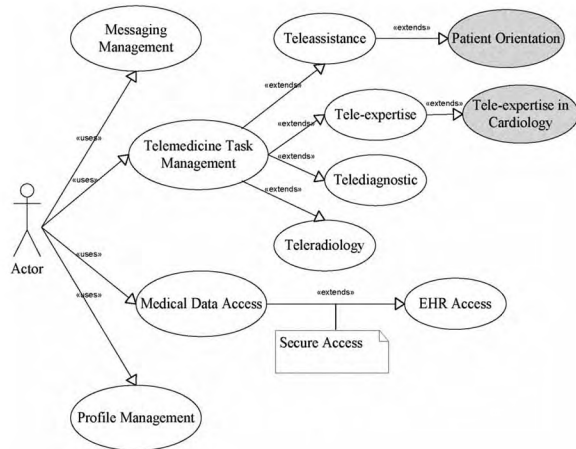 Messaging
Management
Teleassistance
«extends»
Patient Orientation
«extends»
«uses»
Telemedicine Task
Management
«extends»
Tele-expertise
«extends»
Tele-expertise in
Cardiology
«extends»
Telediagnostic
«uses»
«extends»
Teleradiology
Actor
«uses»
«uses»
Medical Data Access
«extends»
EHR Access
Secure Access
Profile Management